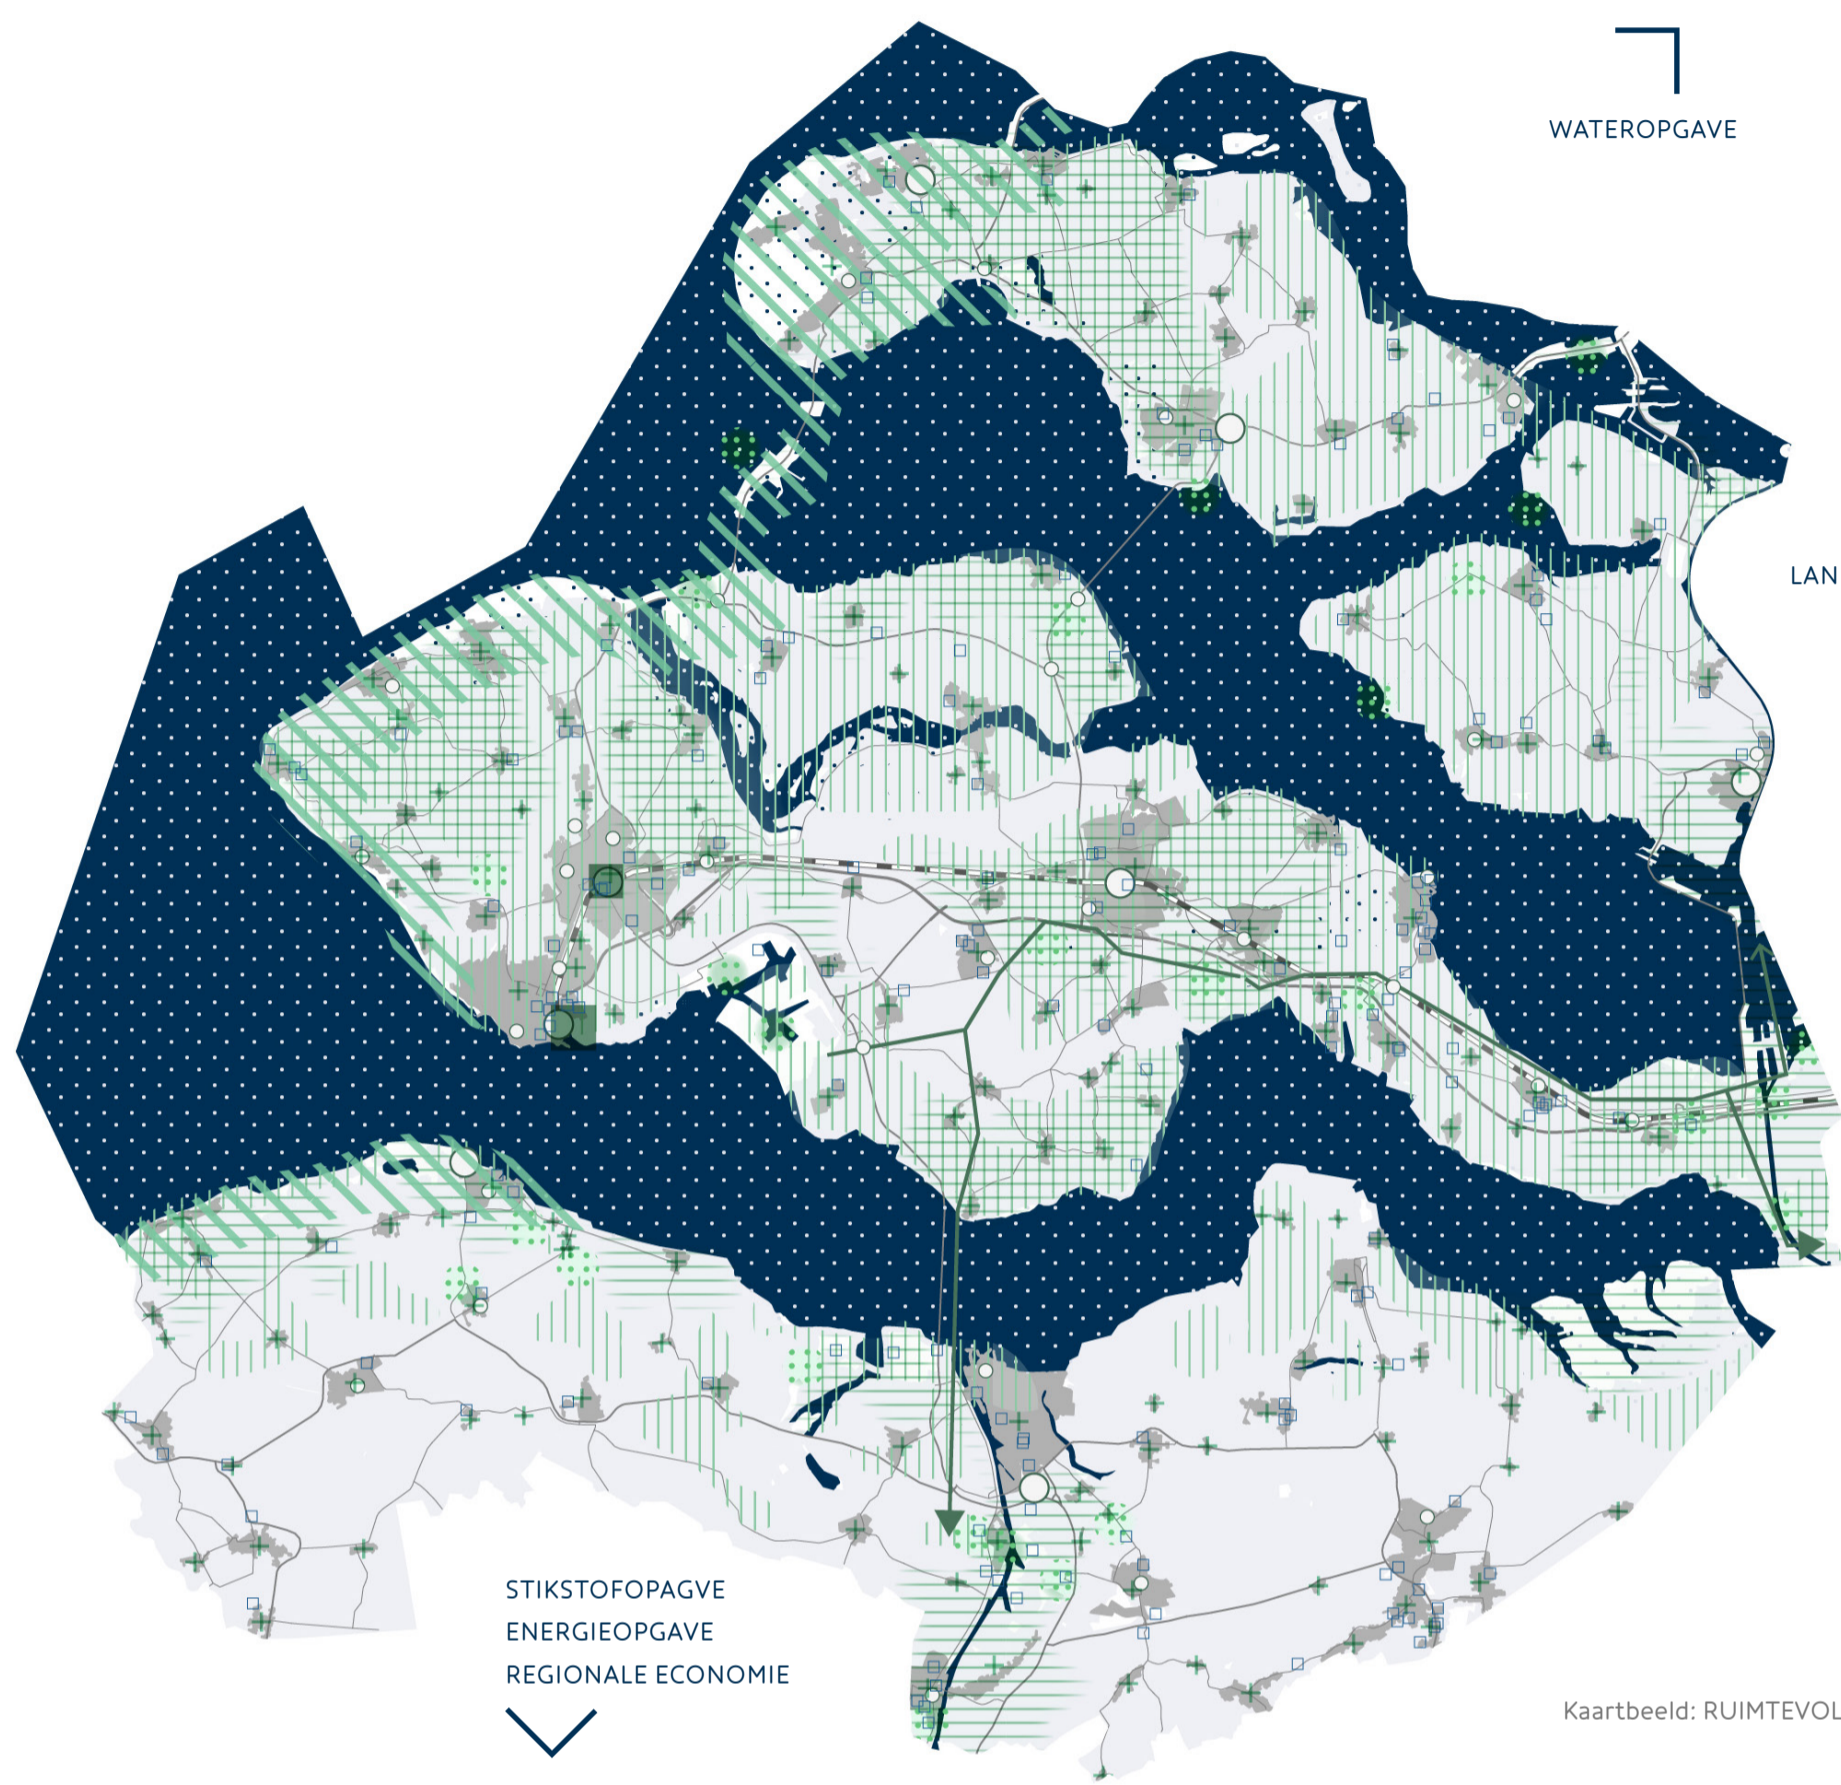 WATEROPGAVE
LAN
STIKSTOFOPAGVE
ENERGIEOPGAVE
REGIONALE ECONOMIE
Kaartbeeld: RUIMTEVOL